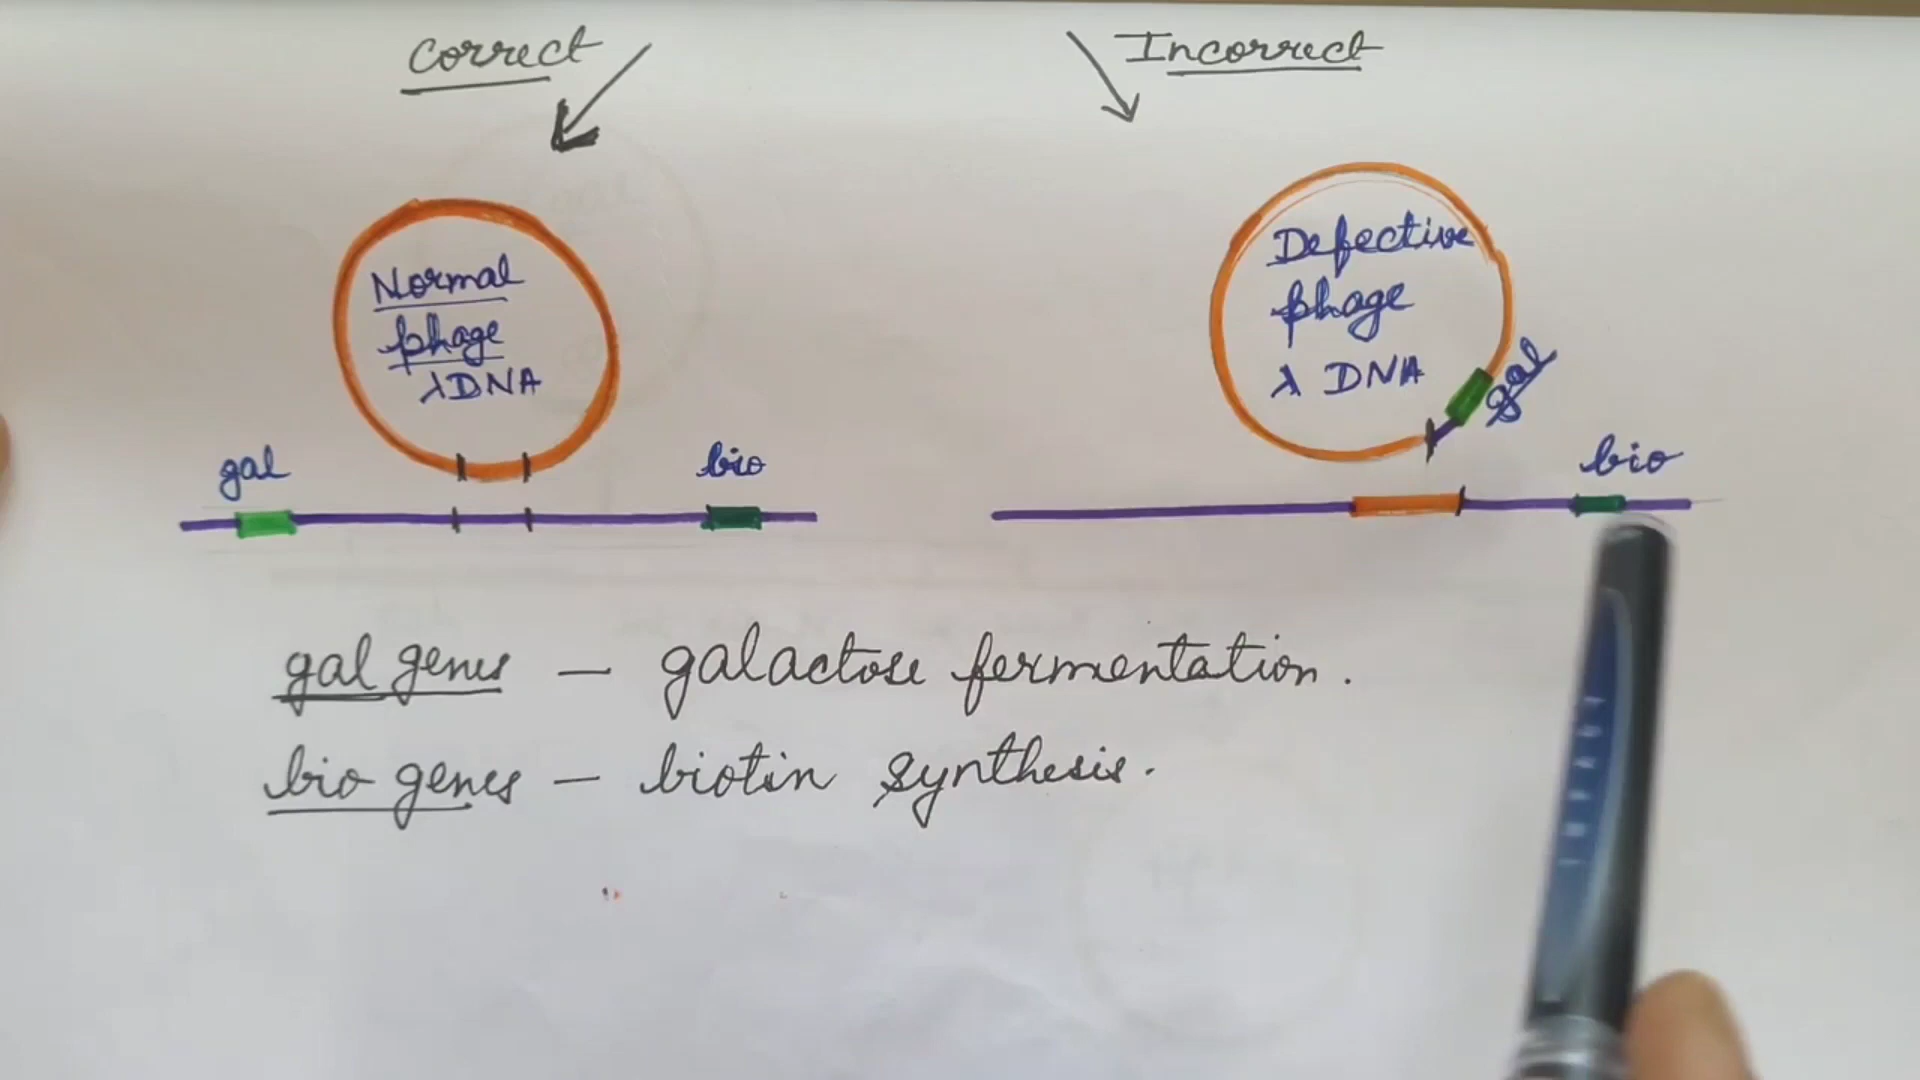 Correct
Incorrect
Normal
phage
λ DNA
Defective
phage
λ DNA
gal
gal
bio
bio
gal genes — galactose fermentation.
bio genes — biotin synthesis.